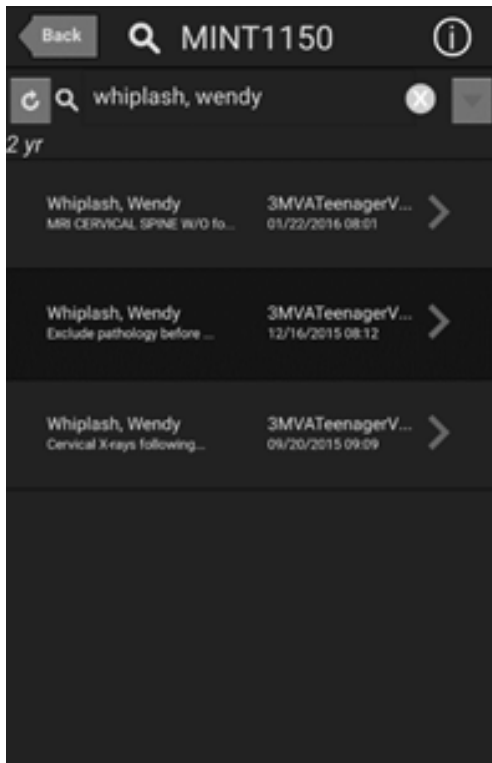 Back MINT1150
whiplash, wendy
2 yr
Whiplash, Wendy 3MVATeenagerV...
MRI CERVICAL SPINE W/O fo... 01/22/2016 08:01
Whiplash, Wendy 3MVATeenagerV...
Exclude pathology before ... 12/16/2015 08:12
Whiplash, Wendy 3MVATeenagerV...
Cervical X-rays following... 09/20/2015 09:09